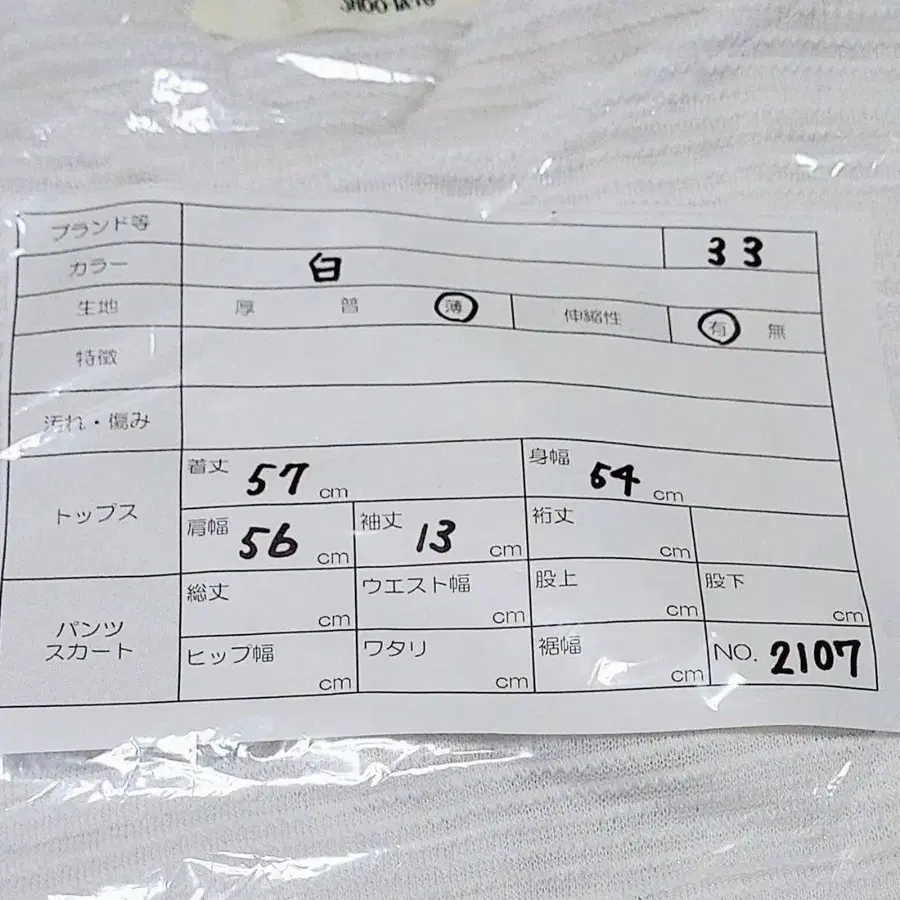 ブランド等 33
カラー 白
生地 厚 普 薄 伸縮性 有 無
特徴
汚れ・傷み
トップス
着丈 57 cm 身幅 54 cm
肩幅 56 cm 袖丈 13 cm 裄丈 cm
パンツ
スカート
総丈 cm ウエスト幅 cm 股上 cm 股下 cm
ヒップ幅 cm ワタリ cm 裾幅 cm NO. 2107